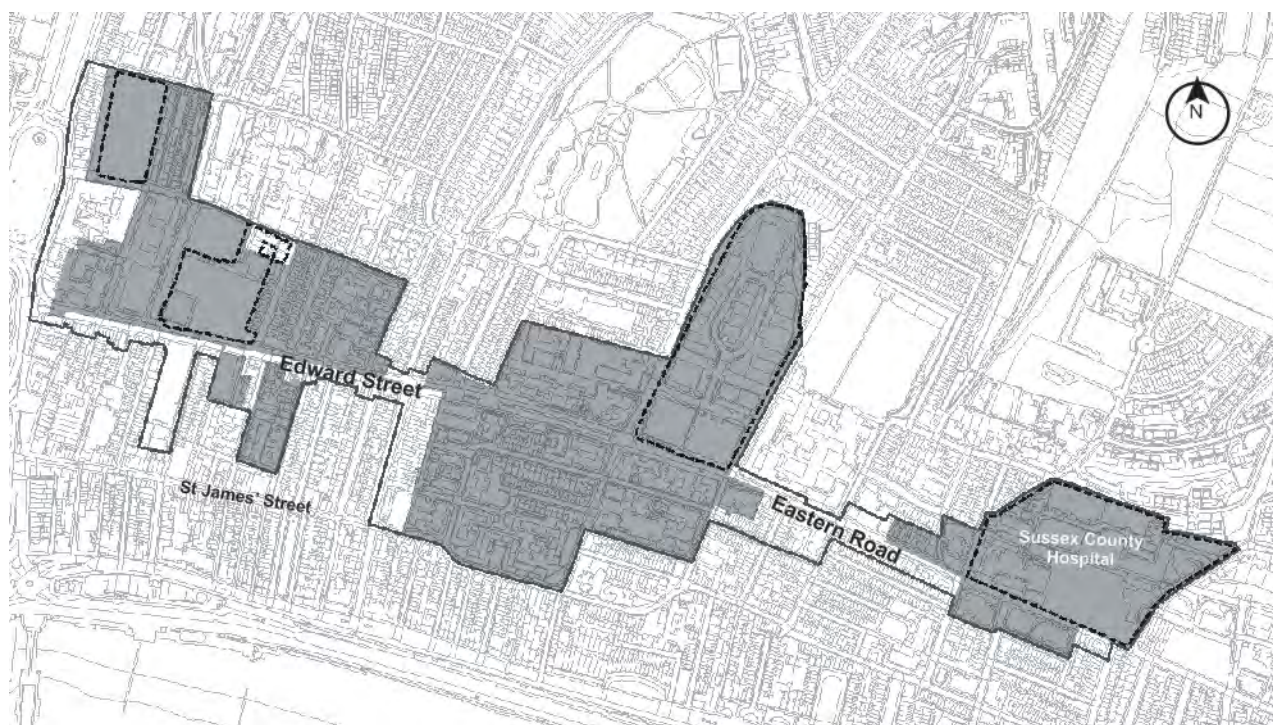 N
Edward Street
St James' Street
Eastern Road
Sussex County
Hospital